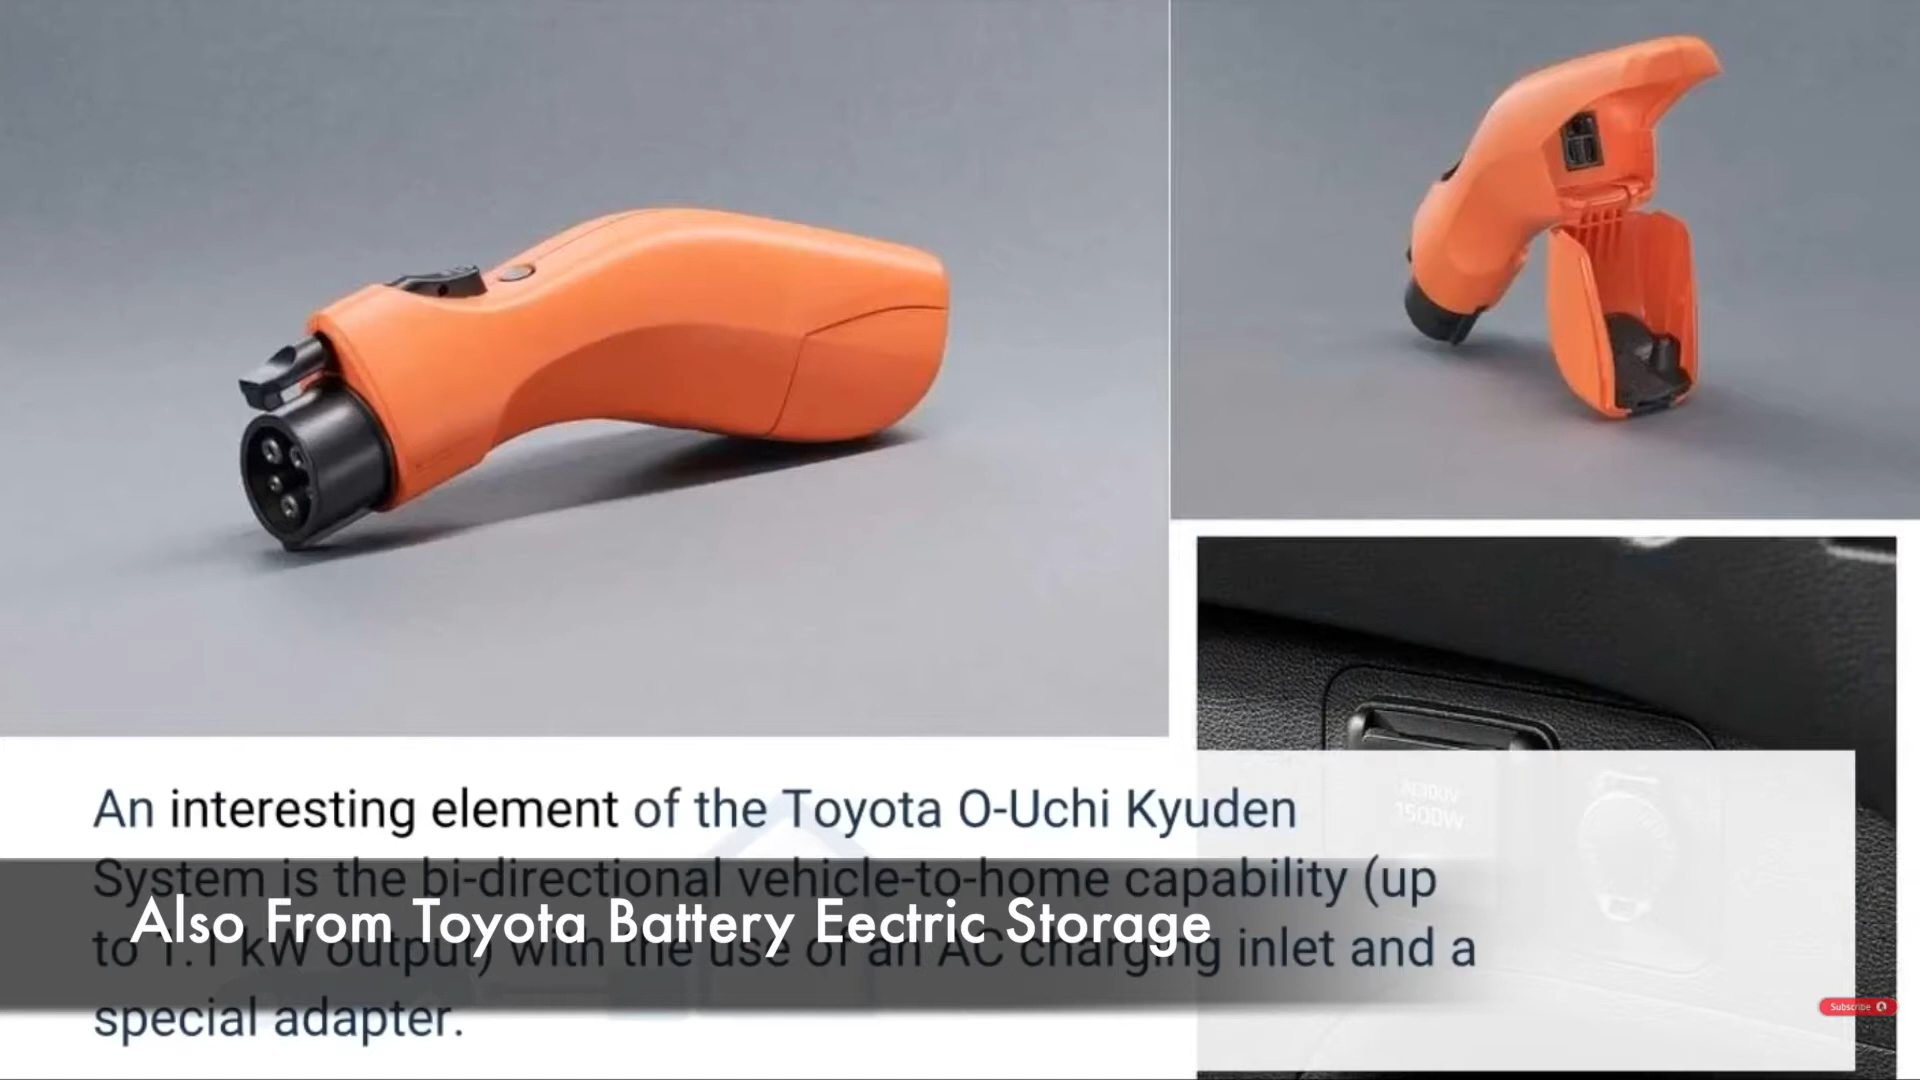 AC100V
1500W
An interesting element of the Toyota O-Uchi Kyuden
System is the bi-directional vehicle-to-home capability (up
to 1.1 kW output) with the use of an AC charging inlet and a
special adapter.
Also From Toyota Battery Eectric Storage
Subscribe